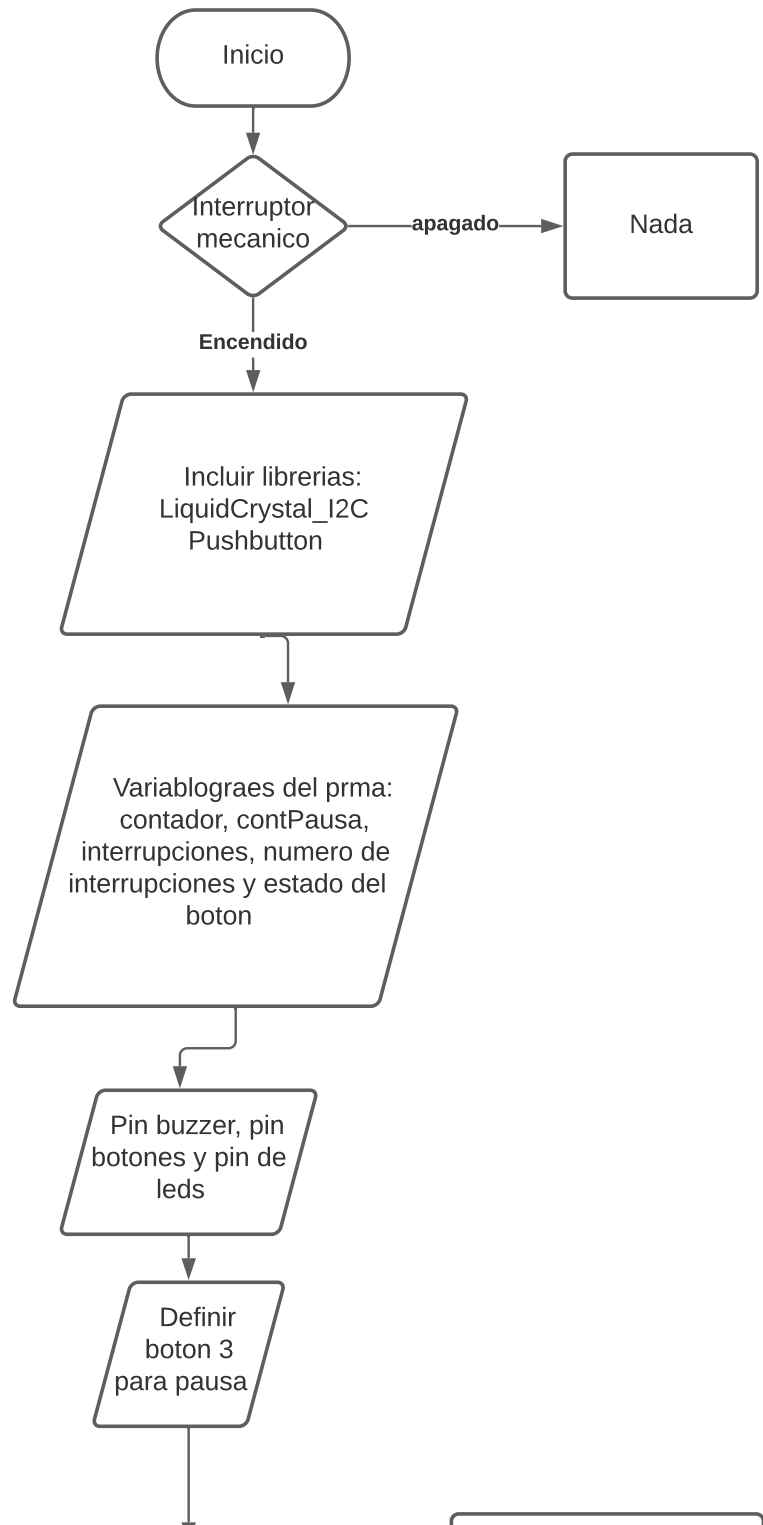 Inicio
Interruptor
mecanico
apagado
Nada
Encendido
Incluir librerias:
LiquidCrystal_I2C
Pushbutton
Variablograes del prma:
contador, contPausa,
interrupciones, numero de
interrupciones y estado del
boton
Pin buzzer, pin
botones y pin de
leds
Definir
boton 3
para pausa